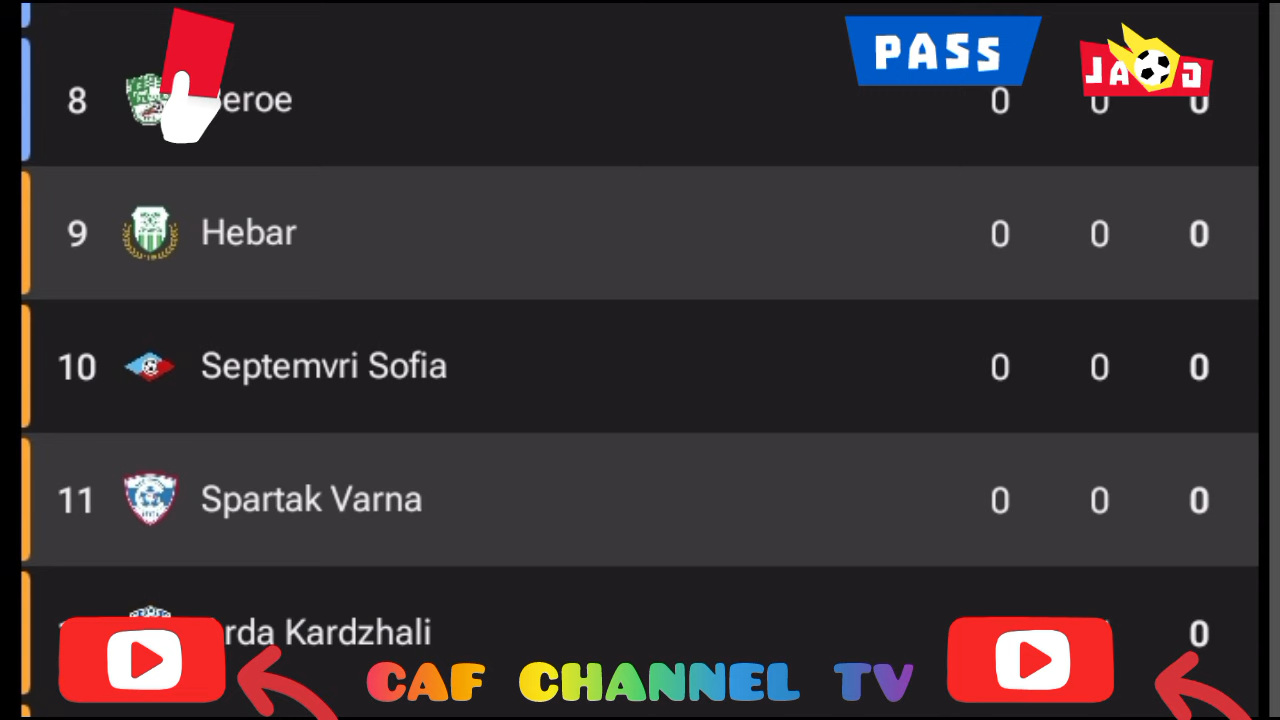 PASS
JAOG
8 eroe 0 0 0
9 Hebar 0 0 0
10 Septemvri Sofia 0 0 0
11 Spartak Varna 0 0 0
rda Kardzhali 0
CAF CHANNEL TV